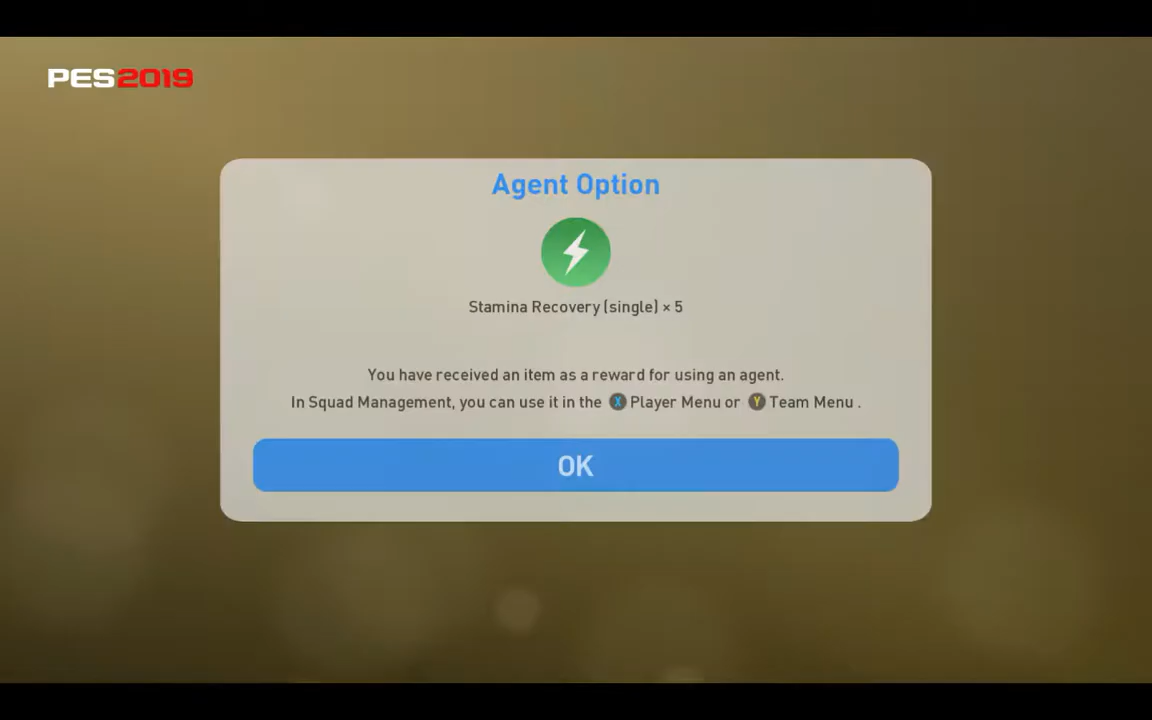 PES2019
Agent Option
Stamina Recovery (single) × 5
You have received an item as a reward for using an agent.
In Squad Management, you can use it in the X Player Menu or Y Team Menu .
OK